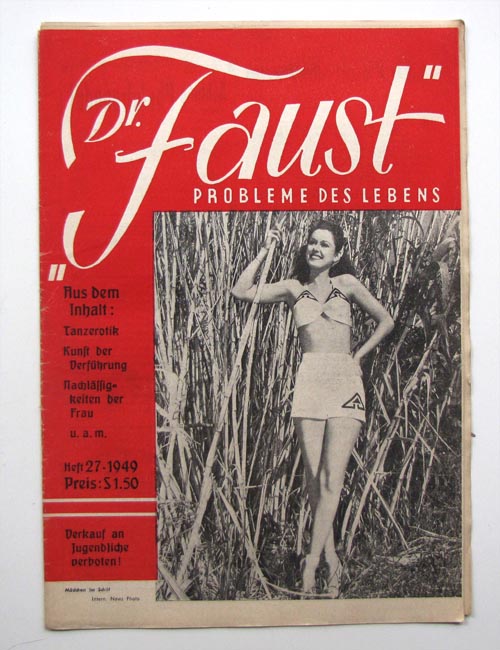 „Dr. Faust“
PROBLEME DES LEBENS
Aus dem
Inhalt:
Tanzerotik
Kunſt der
Verführung
Nachläſſig-
keiten der
Frau
u. a. m.
Heft 27 - 1949
Preis: S 1.50
Verkauf an
Jugendliche
verboten!
Mädchen im Schilf
Intern. News Photo